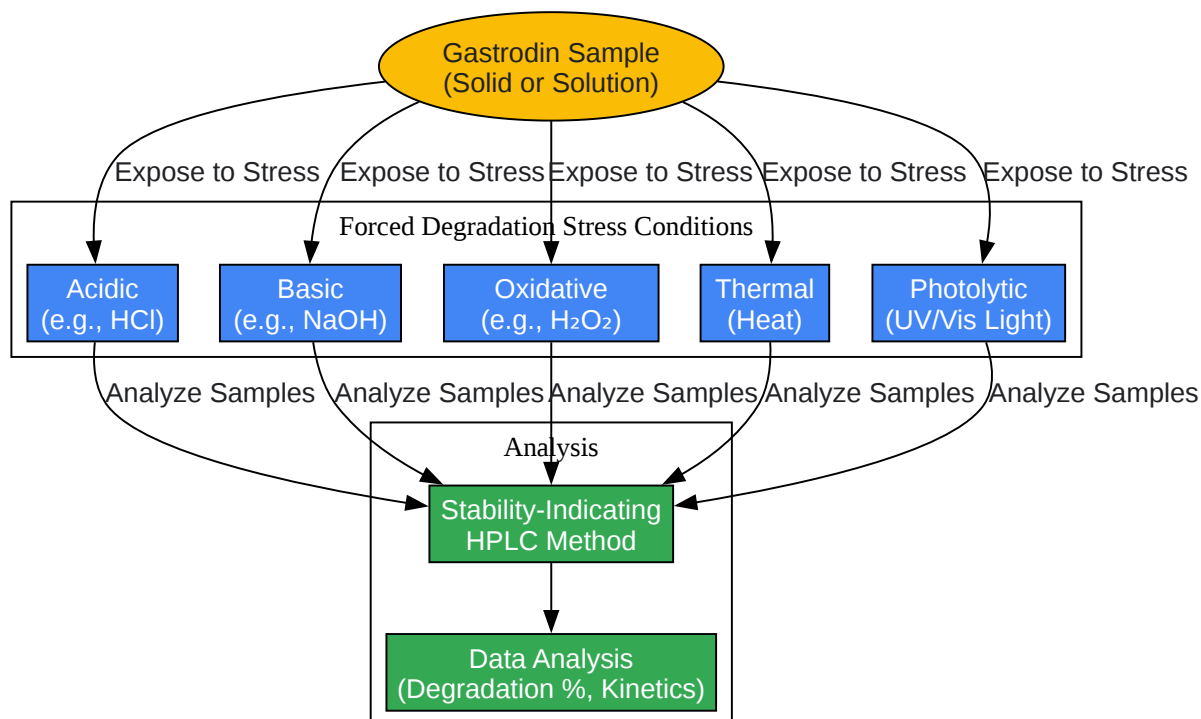 Gastrodin Sample
(Solid or Solution)
Expose to Stress
Expose to Stress
Expose to Stress
Expose to Stress
Expose to Stress
Forced Degradation Stress Conditions
Acidic
(e.g., HCl)
Basic
(e.g., NaOH)
Oxidative
(e.g., H₂O₂)
Thermal
(Heat)
Photolytic
(UV/Vis Light)
Analyze Samples
Analyze Samples
Analyze Samples
Analyze Samples
Analyze Samples
Analysis
Stability-Indicating
HPLC Method
Data Analysis
(Degradation %, Kinetics)